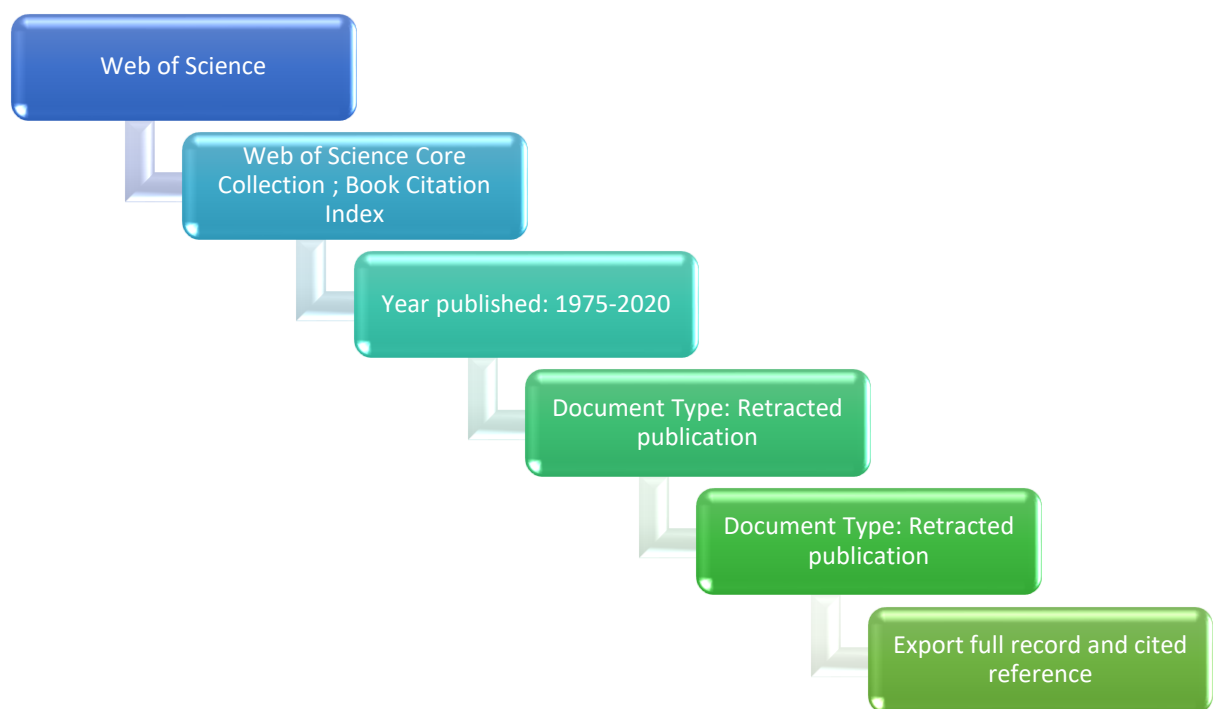 Web of Science
Web of Science Core
Collection ; Book Citation
Index
Year published: 1975-2020
Document Type: Retracted
publication
Document Type: Retracted
publication
Export full record and cited
reference